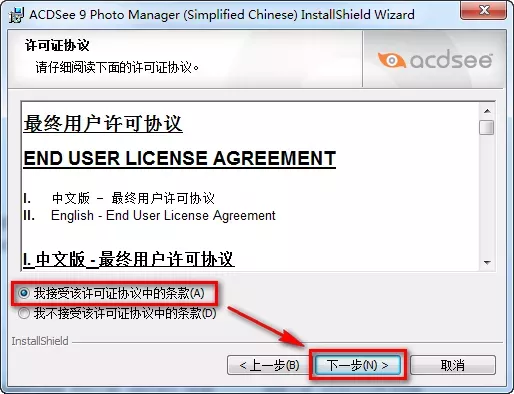 ACDSee 9 Photo Manager (Simplified Chinese) InstallShield Wizard
许可证协议
请仔细阅读下面的许可证协议。
acdsee
最终用户许可协议
END USER LICENSE AGREEMENT
I. 中文版 - 最终用户许可协议
II. English - End User License Agreement
I. 中文版 -最终用户许可协议
我接受该许可证协议中的条款(A)
我不接受该许可证协议中的条款(D)
InstallShield
< 上一步(B)
下一步(N) >
取消